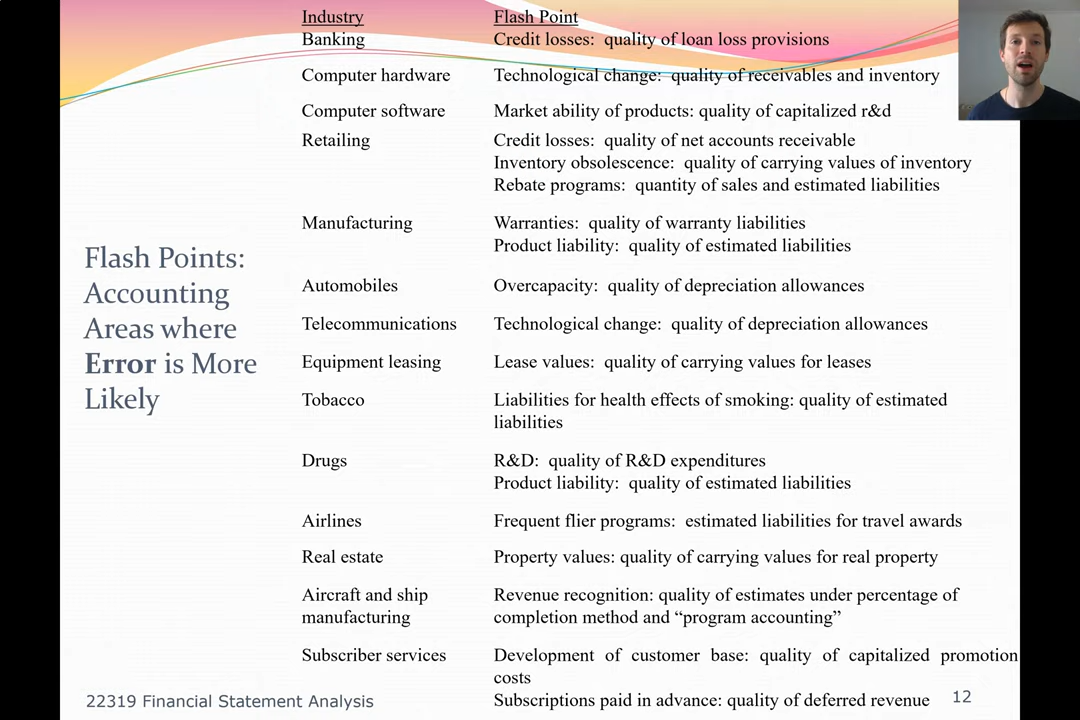 Industry Flash Point
Banking Credit losses: quality of loan loss provisions
Computer hardware Technological change: quality of receivables and inventory
Computer software Market ability of products: quality of capitalized r&d
Retailing Credit losses: quality of net accounts receivable
Inventory obsolescence: quality of carrying values of inventory
Rebate programs: quantity of sales and estimated liabilities
Manufacturing Warranties: quality of warranty liabilities
Product liability: quality of estimated liabilities
Flash Points:
Accounting
Areas where
Error is More
Likely
Automobiles Overcapacity: quality of depreciation allowances
Telecommunications Technological change: quality of depreciation allowances
Equipment leasing Lease values: quality of carrying values for leases
Tobacco Liabilities for health effects of smoking: quality of estimated
liabilities
Drugs R&D: quality of R&D expenditures
Product liability: quality of estimated liabilities
Airlines Frequent flier programs: estimated liabilities for travel awards
Real estate Property values: quality of carrying values for real property
Aircraft and ship Revenue recognition: quality of estimates under percentage of
manufacturing completion method and “program accounting”
Subscriber services Development of customer base: quality of capitalized promotion
costs
Subscriptions paid in advance: quality of deferred revenue
22319 Financial Statement Analysis 12